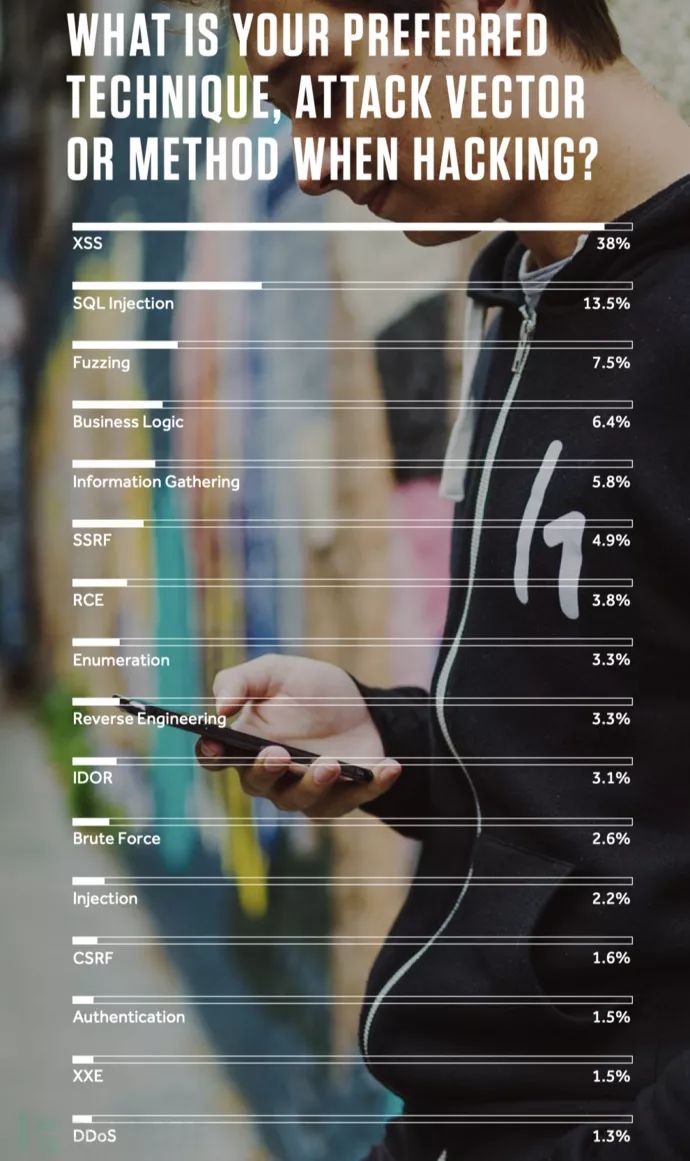 WHAT IS YOUR PREFERRED
TECHNIQUE, ATTACK VECTOR
OR METHOD WHEN HACKING?
XSS 38%
SQL Injection 13.5%
Fuzzing 7.5%
Business Logic 6.4%
Information Gathering 5.8%
SSRF 4.9%
RCE 3.8%
Enumeration 3.3%
Reverse Engineering 3.3%
IDOR 3.1%
Brute Force 2.6%
Injection 2.2%
CSRF 1.6%
Authentication 1.5%
XXE 1.5%
DDoS 1.3%